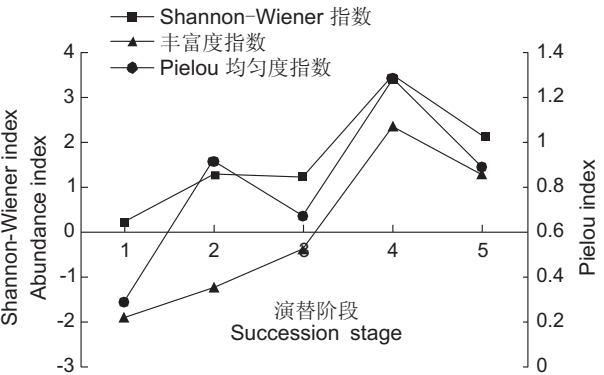 Shannon-Wiener 指数
丰富度指数
Pielou 均匀度指数
4
3
2
1
0
-1
-2
-3
1.4
1.2
1
0.8
0.6
0.4
0.2
0
1 2 3 4 5
演替阶段
Succession stage
Shannon-Wiener index
Abundance index
Pielou index